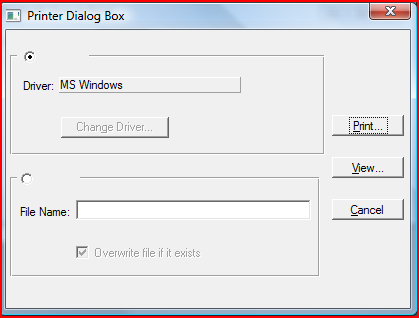 Printer Dialog Box
Driver: MS Windows
Change Driver...
Print...
View...
File Name:
Cancel
Overwrite file if it exists